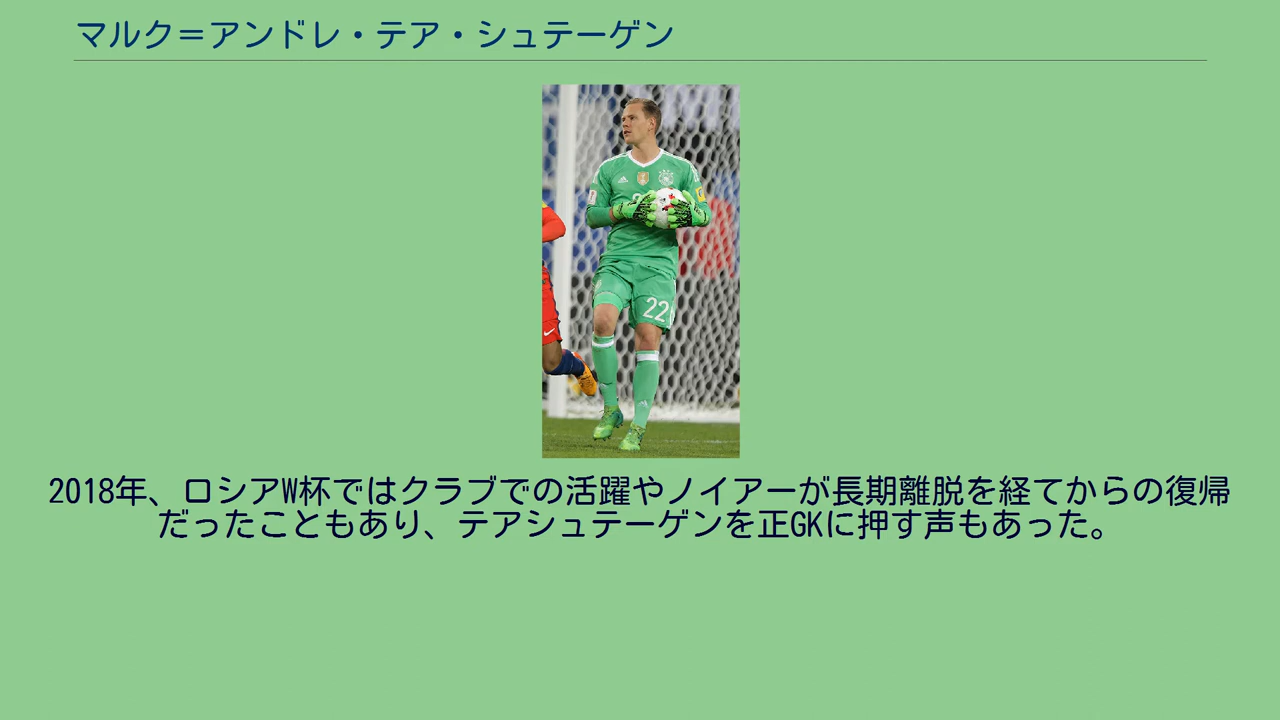 マルク＝アンドレ・テア・シュテーゲン
22
2018年、ロシアW杯ではクラブでの活躍やノイアーが長期離脱を経てからの復帰
だったこともあり、テアシュテーゲンを正GKに押す声もあった。